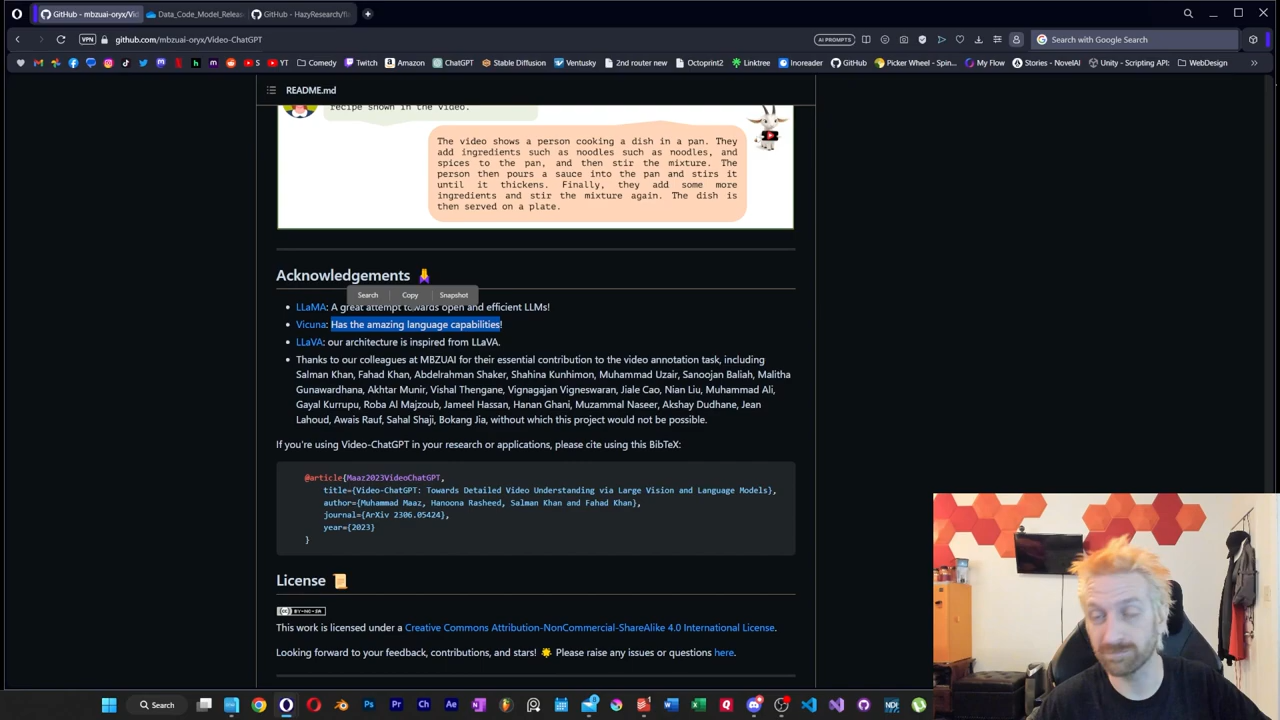 GitHub - mbzuai-oryx/Vid
Data_Code_Model_Releas
GitHub - HazyResearch/fl
VPN
github.com/mbzuai-oryx/Video-ChatGPT
AI PROMPTS
Search with Google Search
YT
YT
Comedy
Twitch
Amazon
ChatGPT
Stable Diffusion
Ventusky
2nd router new
Octoprint2
Linktree
Inoreader
GitHub
Picker Wheel - Spin...
My Flow
Stories - NovelAI
Unity - Scripting API:
WebDesign
README.md
recipe shown in the video.
The video shows a person cooking a dish in a pan. They
add ingredients such as noodles such as noodles, and
spices to the pan, and then stir the mixture. The
person then pours a sauce into the pan and stirs it
until it thickens. Finally, they add some more
ingredients and stir the mixture again. The dish is
then served on a plate.
Acknowledgements
Search Copy Snapshot
LLaMA: A great attempt towards open and efficient LLMs!
Vicuna: Has the amazing language capabilities!
LLaVA: our architecture is inspired from LLaVA.
Thanks to our colleagues at MBZUAI for their essential contribution to the video annotation task, including
Salman Khan, Fahad Khan, Abdelrahman Shaker, Shahina Kunhimon, Muhammad Uzair, Sanoojan Baliah, Malitha
Gunawardhana, Akhtar Munir, Vishal Thengane, Vignagajan Vigneswaran, Jiale Cao, Nian Liu, Muhammad Ali,
Gayal Kurrupu, Roba Al Majzoub, Jameel Hassan, Hanan Ghani, Muzammal Naseer, Akshay Dudhane, Jean
Lahoud, Awais Rauf, Sahal Shaji, Bokang Jia, without which this project would not be possible.
If you're using Video-ChatGPT in your research or applications, please cite using this BibTeX:
@article{Maaz2023VideoChatGPT,
title={Video-ChatGPT: Towards Detailed Video Understanding via Large Vision and Language Models},
author={Muhammad Maaz, Hanoona Rasheed, Salman Khan and Fahad Khan},
journal={ArXiv 2306.05424},
year={2023}
}
License
BY-NC-SA
This work is licensed under a Creative Commons Attribution-NonCommercial-ShareAlike 4.0 International License.
Looking forward to your feedback, contributions, and stars! Please raise any issues or questions here.
Search